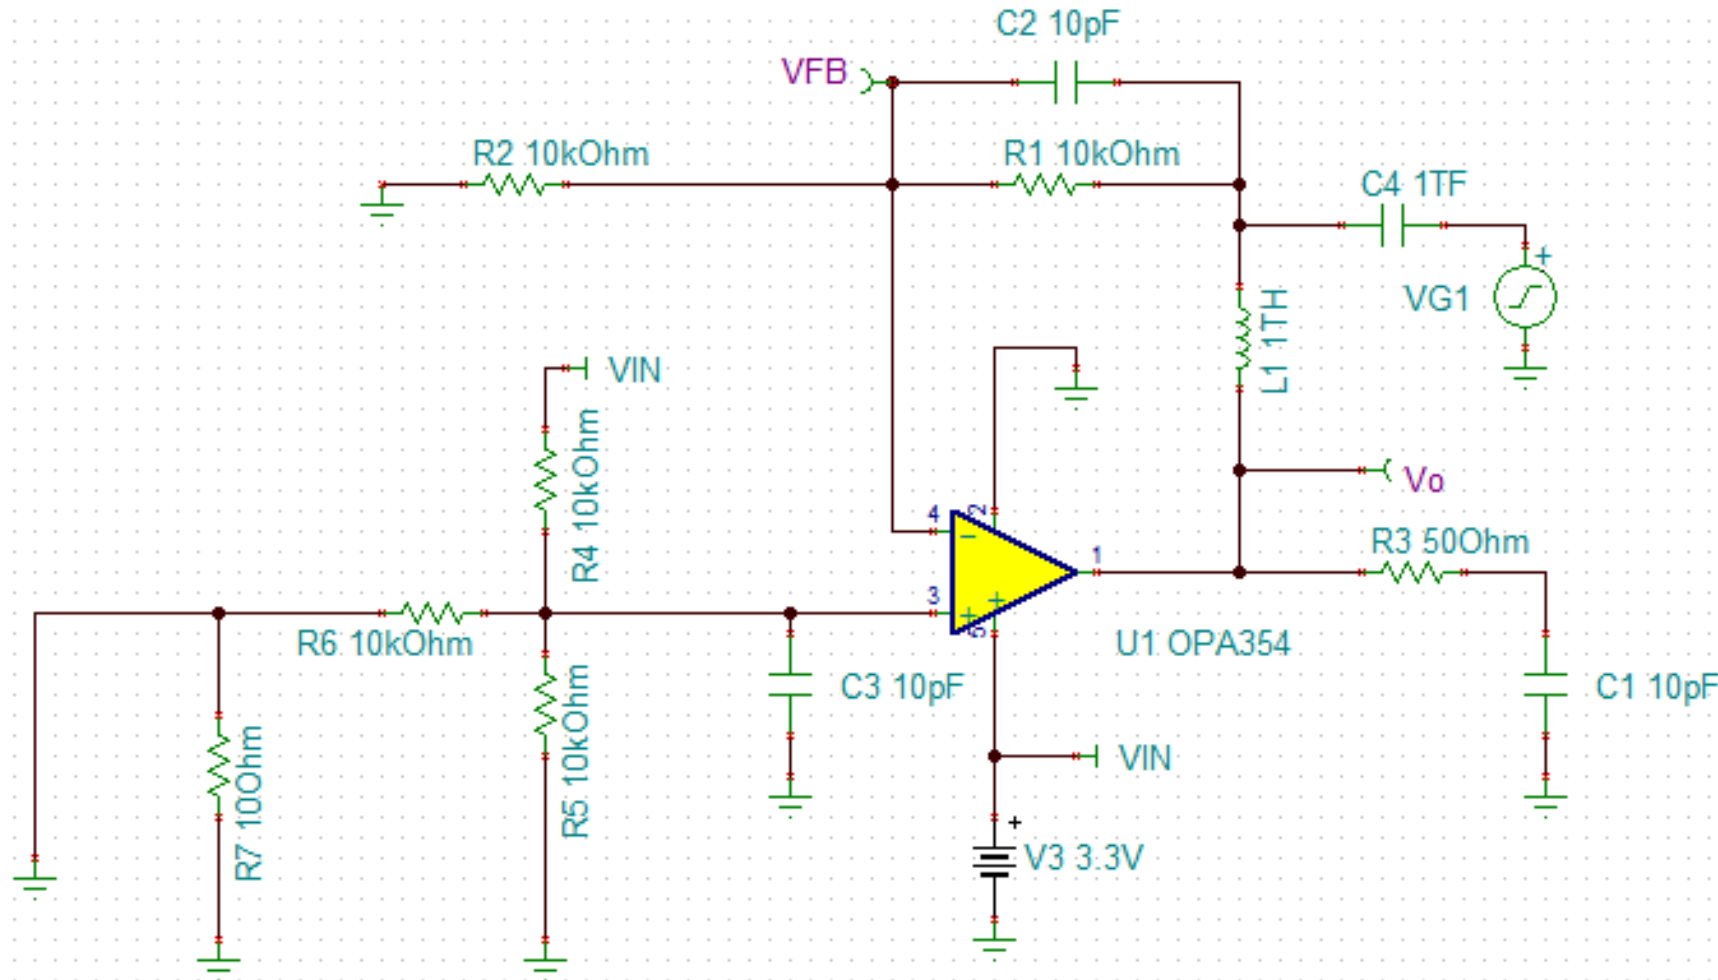 C2 10pF
VFB
R2 10kOhm
R1 10kOhm
C4 1TF
+
VG1
L1 1TH
VIN
R4 10kOhm
Vo
4
2
1
R3 50Ohm
3
5
U1 OPA354
R6 10kOhm
C3 10pF
C1 10pF
R5 10kOhm
R7 10Ohm
VIN
+
V3 3.3V